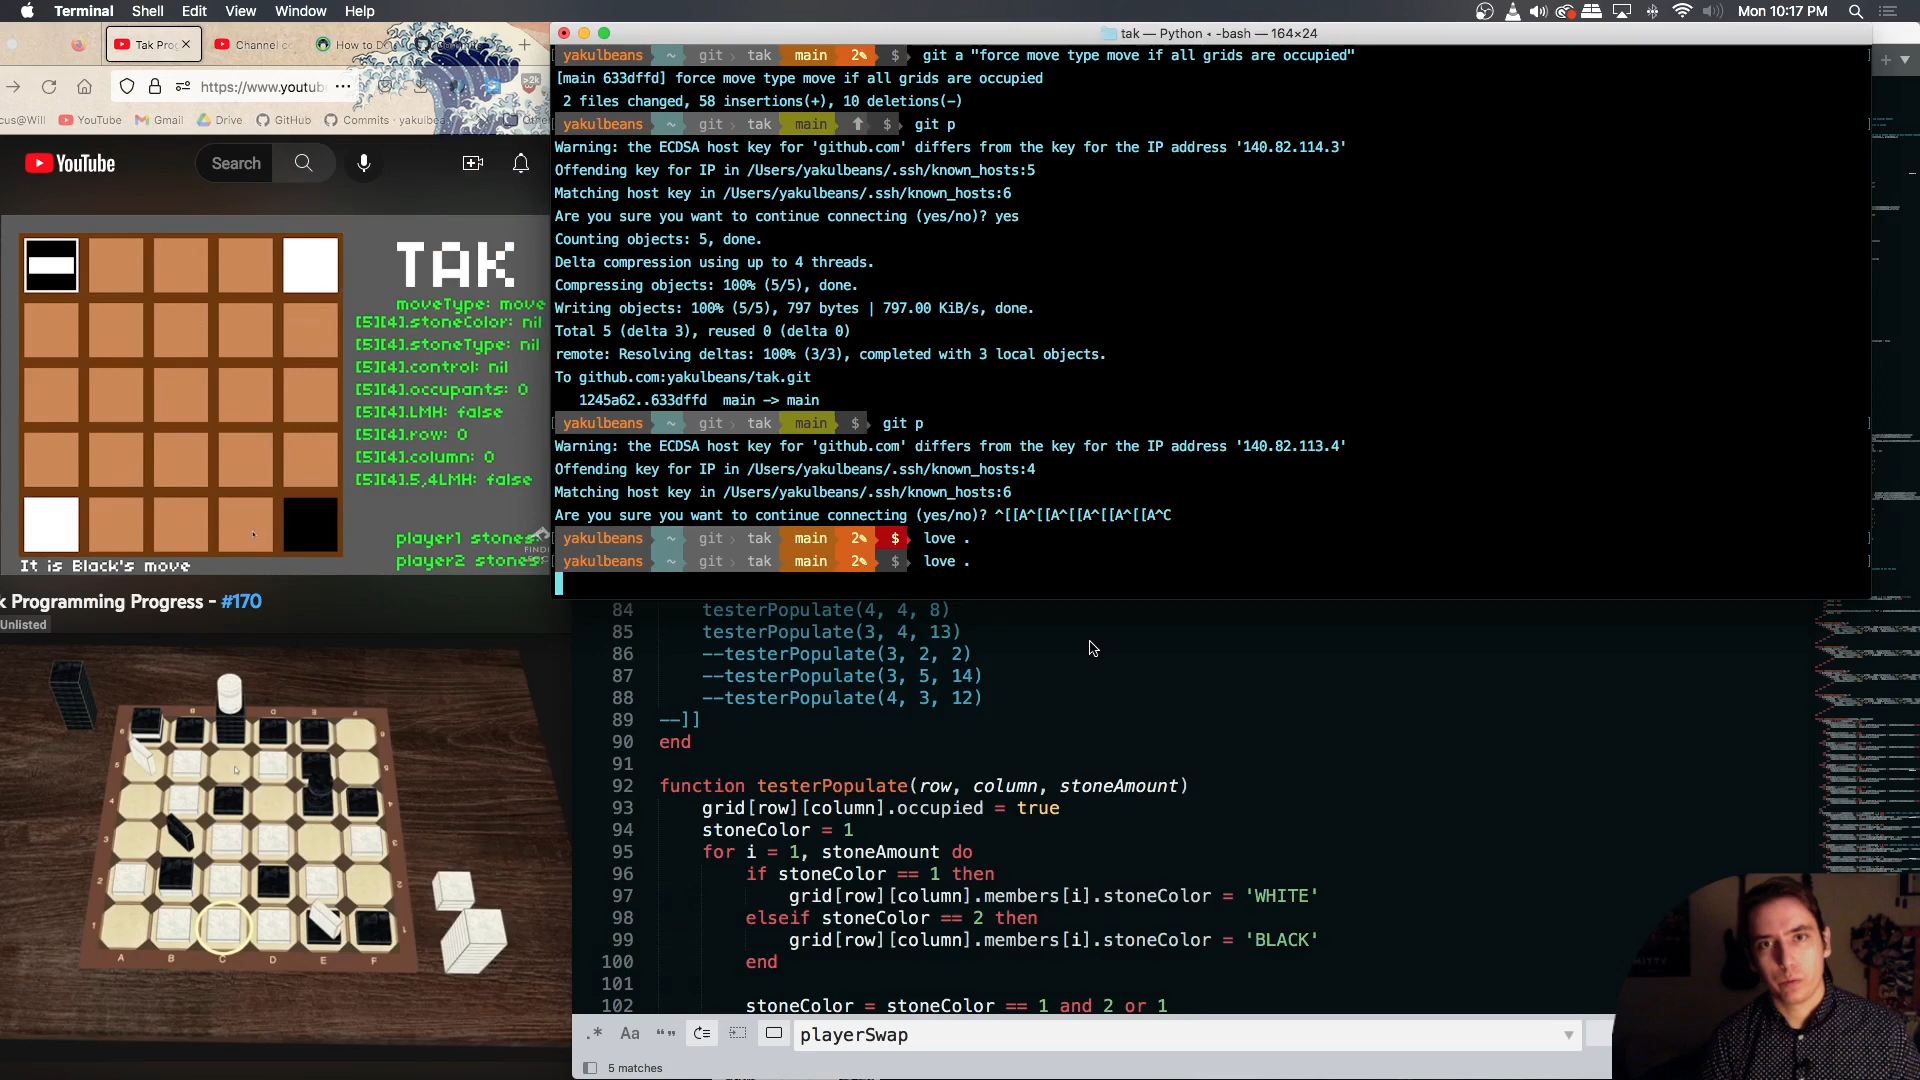 Terminal Shell Edit View Window Help
Mon 10:17 PM
Tak Prog
Channel co
How to D
tak — Python ‹ -bash — 164×24
https://www.youtub
cus@Will YouTube Gmail Drive GitHub Commits · yakulbea
YouTube
Search
TAK
moveType: move
[5][4].stoneColor: nil
[5][4].stoneType: nil
[5][4].control: nil
[5][4].occupants: 0
[5][4].LMH: false
[5][4].row: 0
[5][4].column: 0
[5][4].5,4LMH: false
player1 stones:
player2 stones:
It is Black's move
k Programming Progress - #170
Unlisted
yakulbeans ~ git tak main 2✎ $ git a "force move type move if all grids are occupied"
[main 633dffd] force move type move if all grids are occupied
2 files changed, 58 insertions(+), 10 deletions(-)
yakulbeans ~ git tak main ⬆ $ git p
Warning: the ECDSA host key for 'github.com' differs from the key for the IP address '140.82.114.3'
Offending key for IP in /Users/yakulbeans/.ssh/known_hosts:5
Matching host key in /Users/yakulbeans/.ssh/known_hosts:6
Are you sure you want to continue connecting (yes/no)? yes
Counting objects: 5, done.
Delta compression using up to 4 threads.
Compressing objects: 100% (5/5), done.
Writing objects: 100% (5/5), 797 bytes | 797.00 KiB/s, done.
Total 5 (delta 3), reused 0 (delta 0)
remote: Resolving deltas: 100% (3/3), completed with 3 local objects.
To github.com:yakulbeans/tak.git
1245a62..633dffd main -> main
yakulbeans ~ git tak main $ git p
Warning: the ECDSA host key for 'github.com' differs from the key for the IP address '140.82.113.4'
Offending key for IP in /Users/yakulbeans/.ssh/known_hosts:4
Matching host key in /Users/yakulbeans/.ssh/known_hosts:6
Are you sure you want to continue connecting (yes/no)? ^[[A^[[A^[[A^[[A^[[A^C
yakulbeans ~ git tak main 2✎ $ love .
yakulbeans ~ git tak main 2✎ $ love .
84 testerPopulate(4, 4, 8)
85 testerPopulate(3, 4, 13)
86 --testerPopulate(3, 2, 2)
87 --testerPopulate(3, 5, 14)
88 --testerPopulate(4, 3, 12)
89 --]]
90 end
91
92 function testerPopulate(row, column, stoneAmount)
93 grid[row][column].occupied = true
94 stoneColor = 1
95 for i = 1, stoneAmount do
96 if stoneColor == 1 then
97 grid[row][column].members[i].stoneColor = 'WHITE'
98 elseif stoneColor == 2 then
99 grid[row][column].members[i].stoneColor = 'BLACK'
100 end
101
102 stoneColor = stoneColor == 1 and 2 or 1
.* Aa “”
playerSwap
5 matches
A B C D E F